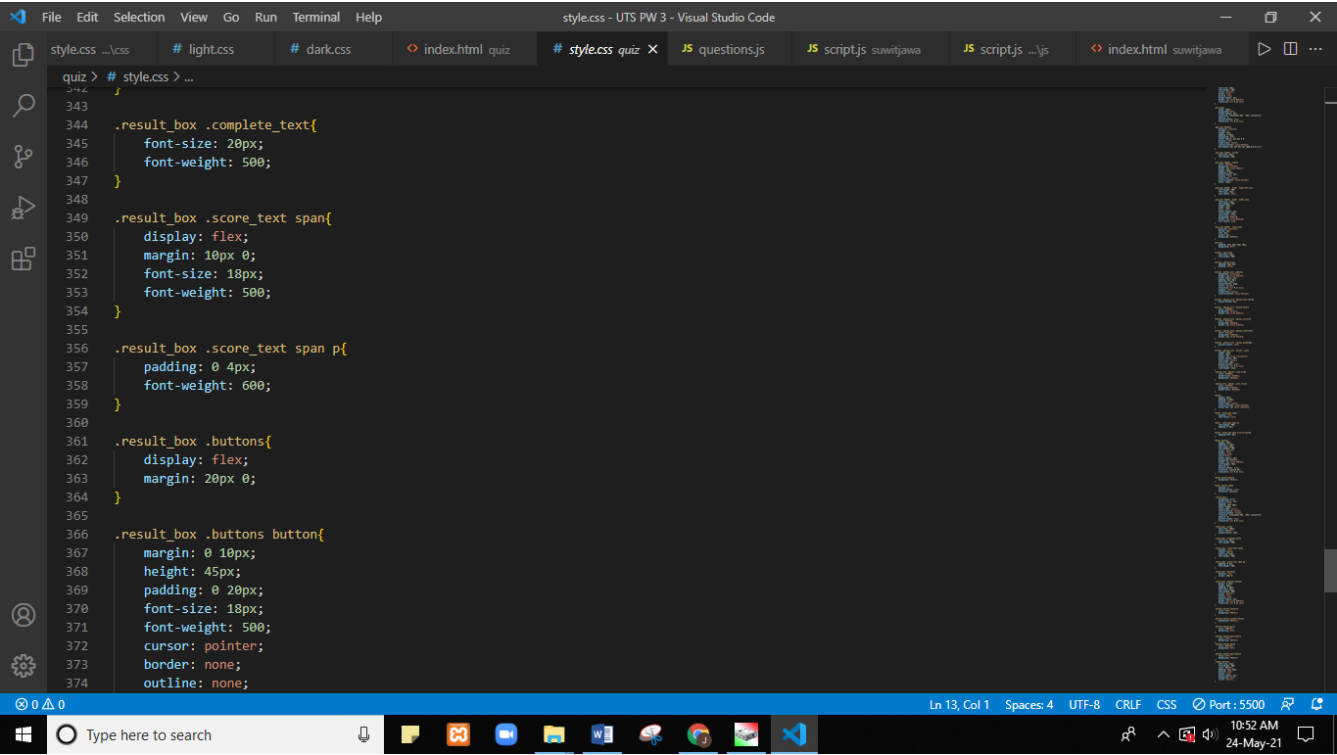 File Edit Selection View Go Run Terminal Help style.css - UTS PW 3 - Visual Studio Code
style.css ...\css # light.css # dark.css <> index.html quiz # style.css quiz JS questions.js JS script.js suwitjawa JS script.js ...\js <> index.html suwitjawa
quiz > # style.css > ...
342 }
343
344 .result_box .complete_text{
345 font-size: 20px;
346 font-weight: 500;
347 }
348
349 .result_box .score_text span{
350 display: flex;
351 margin: 10px 0;
352 font-size: 18px;
353 font-weight: 500;
354 }
355
356 .result_box .score_text span p{
357 padding: 0 4px;
358 font-weight: 600;
359 }
360
361 .result_box .buttons{
362 display: flex;
363 margin: 20px 0;
364 }
365
366 .result_box .buttons button{
367 margin: 0 10px;
368 height: 45px;
369 padding: 0 20px;
370 font-size: 18px;
371 font-weight: 500;
372 cursor: pointer;
373 border: none;
374 outline: none;
0 0 Ln 13, Col 1 Spaces: 4 UTF-8 CRLF CSS Port : 5500
Type here to search
10:52 AM
24-May-21